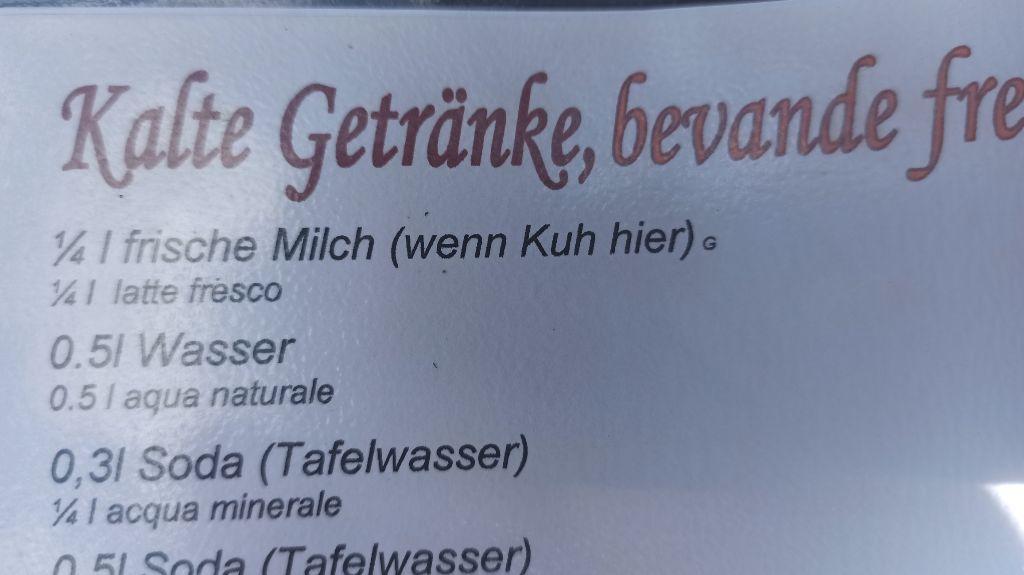 Kalte Getränke, bevande fre
¼ l frische Milch (wenn Kuh hier) G
¼ l latte fresco
0.5l Wasser
0.5 l aqua naturale
0,3l Soda (Tafelwasser)
¼ l acqua minerale
0.5l Soda (Tafelwasser)